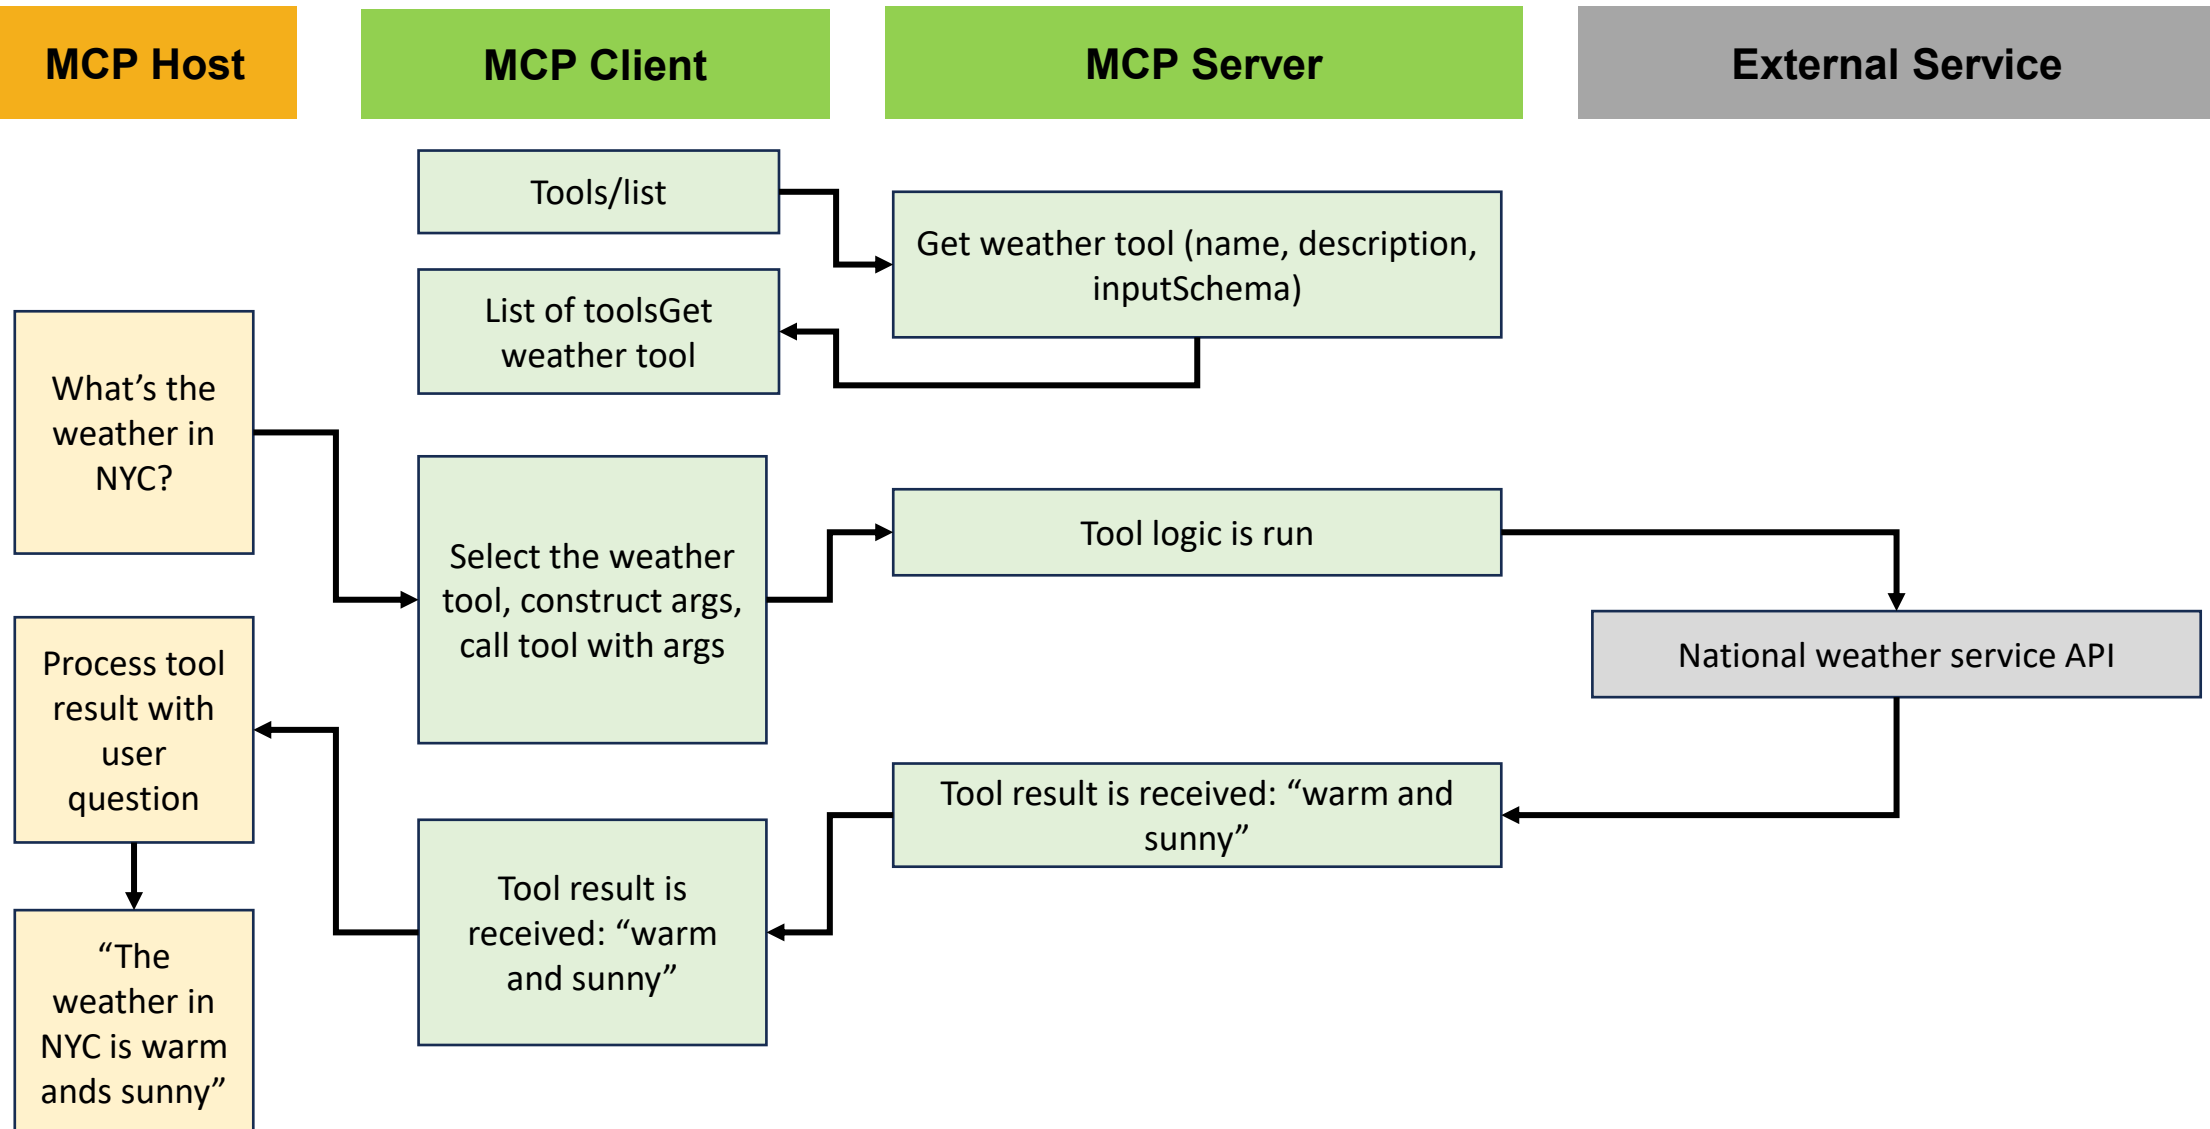 MCP Host
MCP Client
MCP Server
External Service
Tools/list
Get weather tool (name, description,
inputSchema)
List of toolsGet
weather tool
What’s the
weather in
NYC?
Select the weather
tool, construct args,
call tool with args
Tool logic is run
National weather service API
Process tool
result with
user
question
Tool result is received: “warm and
sunny”
Tool result is
received: “warm
and sunny”
“The
weather in
NYC is warm
ands sunny”